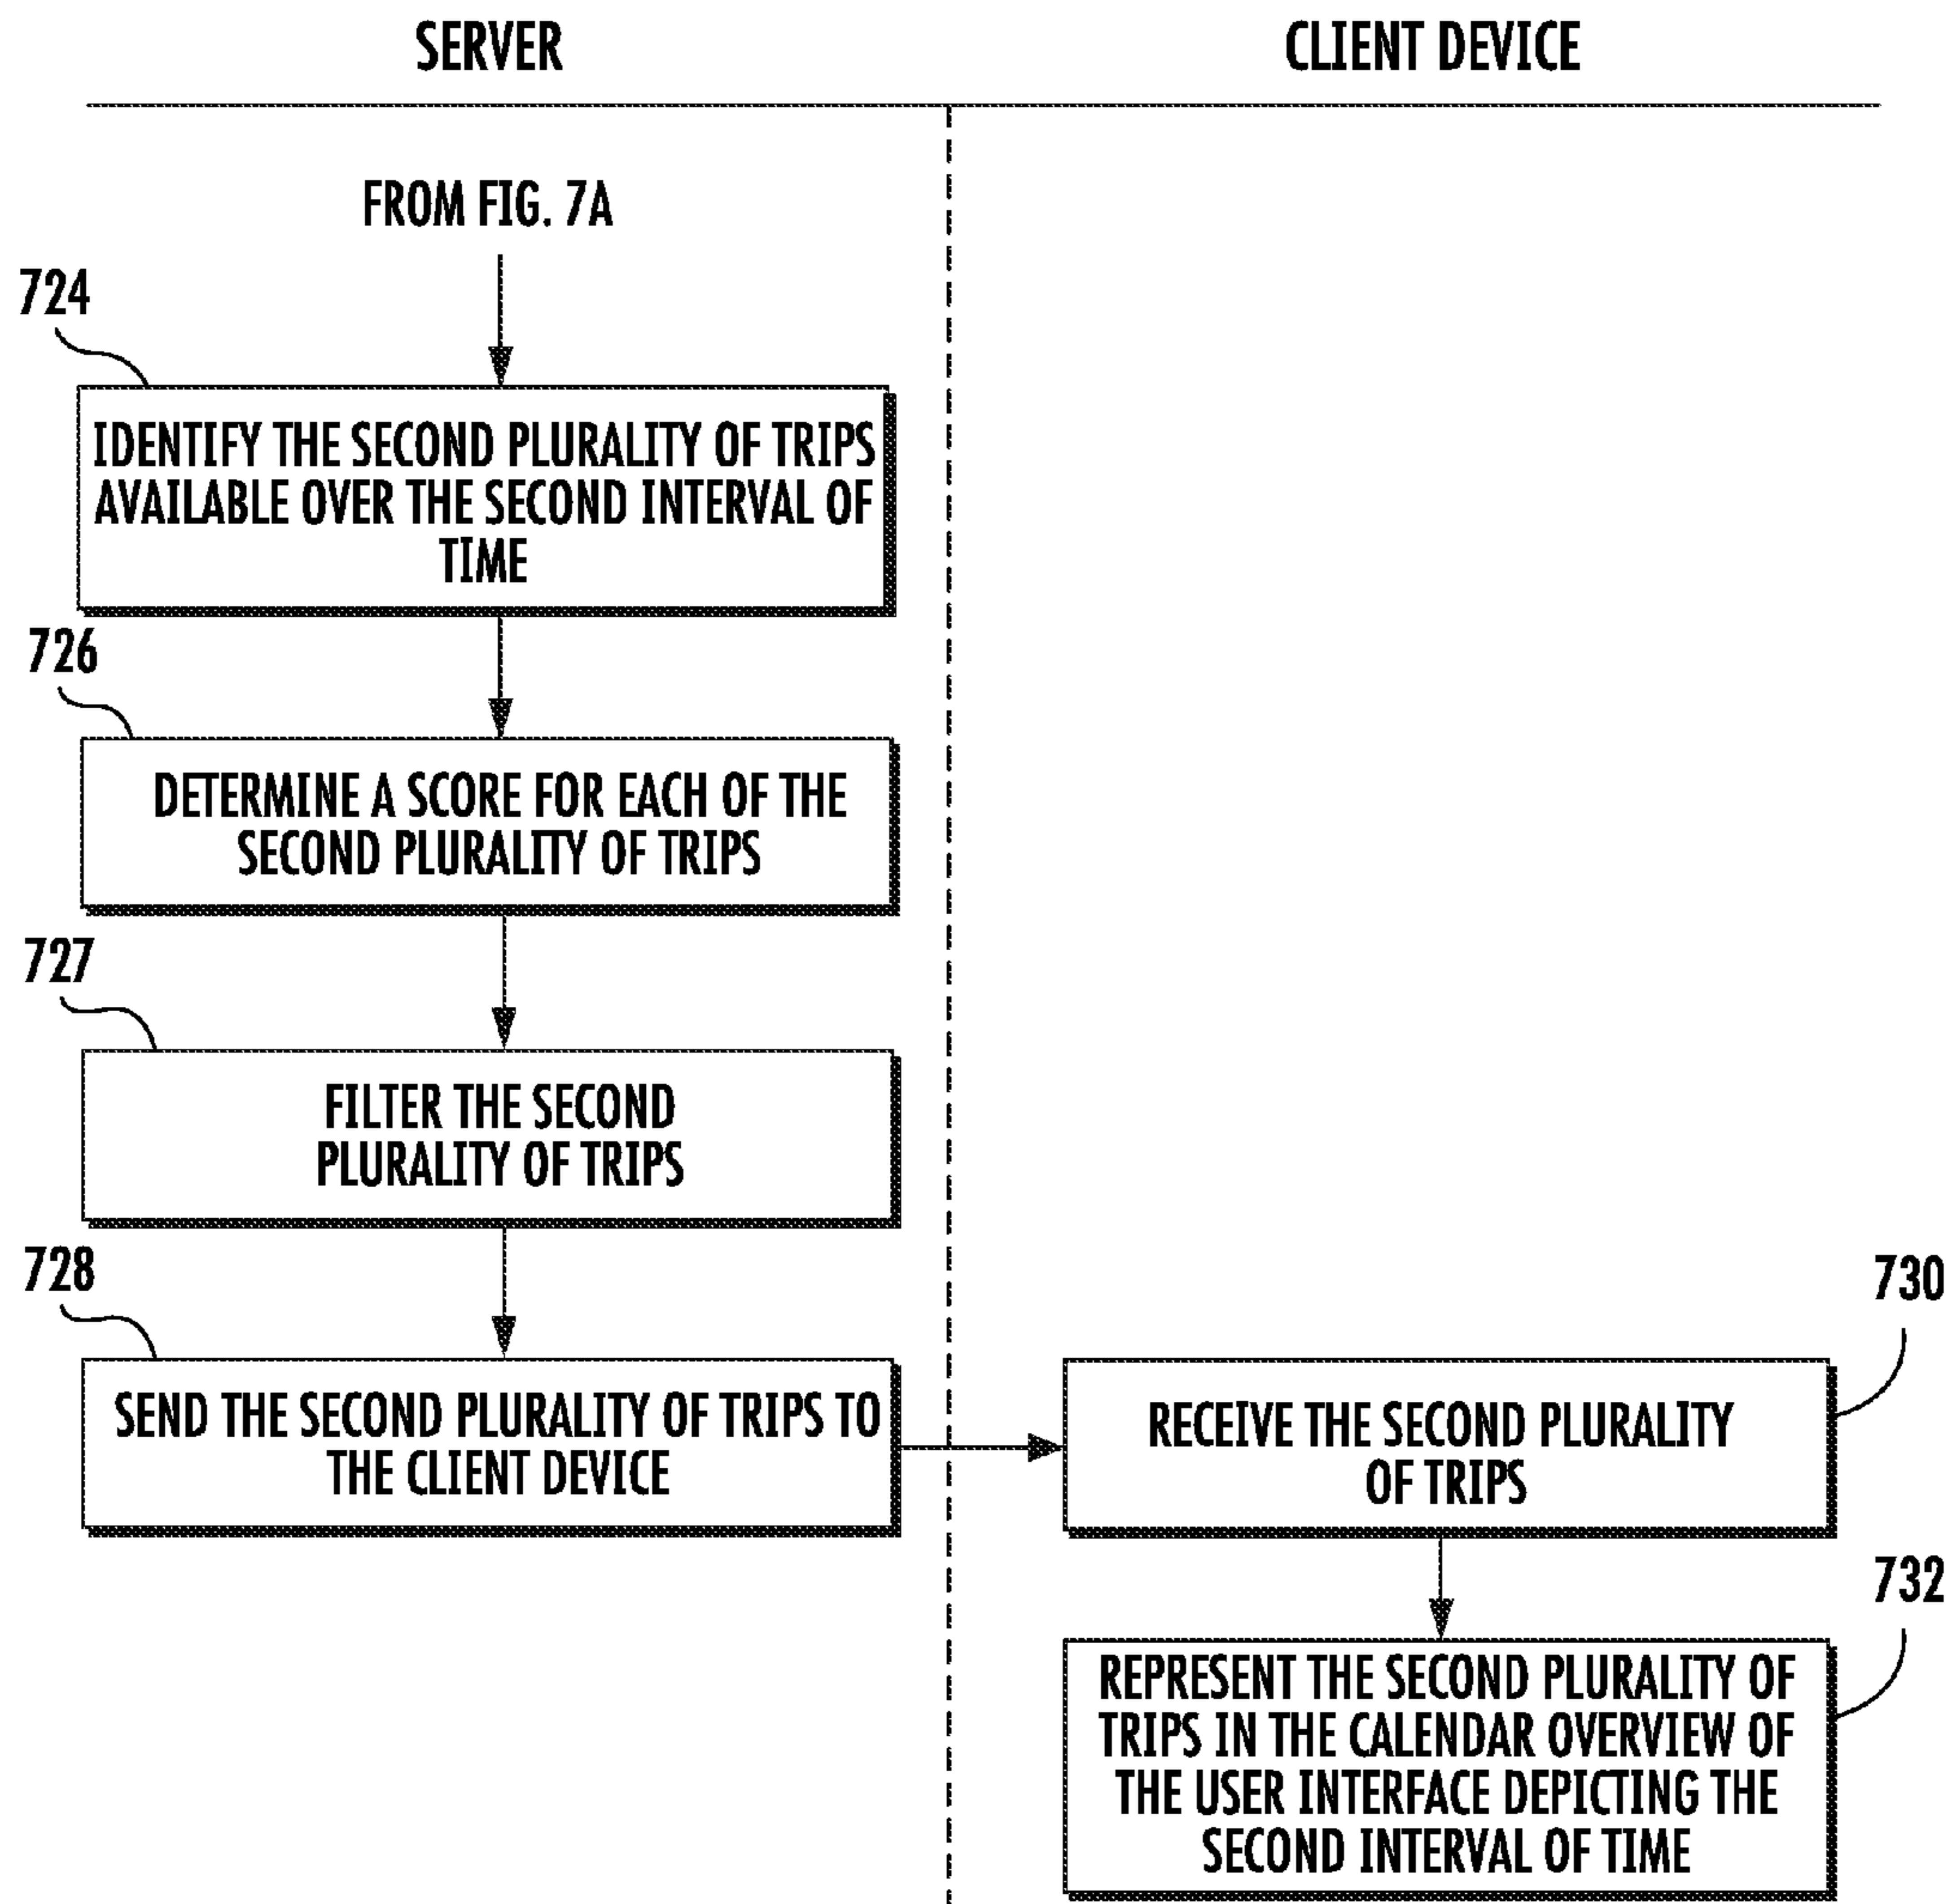 SERVER
CLIENT DEVICE
FROM FIG. 7A
724
IDENTIFY THE SECOND PLURALITY OF TRIPS
AVAILABLE OVER THE SECOND INTERVAL OF
TIME
726
DETERMINE A SCORE FOR EACH OF THE
SECOND PLURALITY OF TRIPS
727
FILTER THE SECOND
PLURALITY OF TRIPS
728
SEND THE SECOND PLURALITY OF TRIPS TO
THE CLIENT DEVICE
730
RECEIVE THE SECOND PLURALITY
OF TRIPS
732
REPRESENT THE SECOND PLURALITY OF
TRIPS IN THE CALENDAR OVERVIEW OF
THE USER INTERFACE DEPICTING THE
SECOND INTERVAL OF TIME